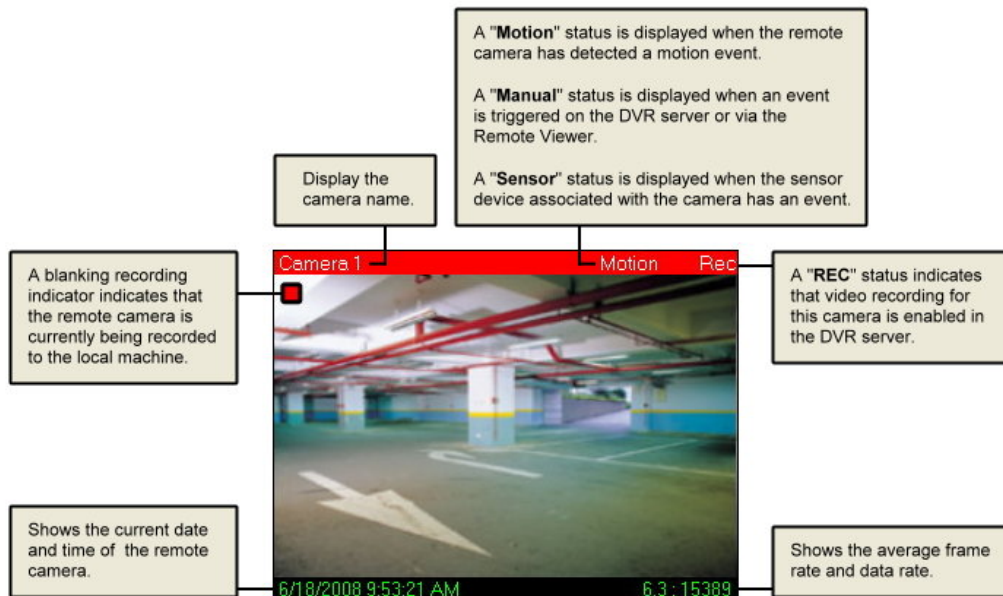 A "Motion" status is displayed when the remote
camera has detected a motion event.
A "Manual" status is displayed when an event
is triggered on the DVR server or via the
Remote Viewer.
A "Sensor" status is displayed when the sensor
device associated with the camera has an event.
Display the
camera name.
A blanking recording
indicator indicates that
the remote camera is
currently being recorded
to the local machine.
Camera 1 Motion Rec
A "REC" status indicates
that video recording for
this camera is enabled in
the DVR server.
Shows the current date
and time of the remote
camera.
6/18/2008 9:53:21 AM 6.3 : 15389
Shows the average frame
rate and data rate.